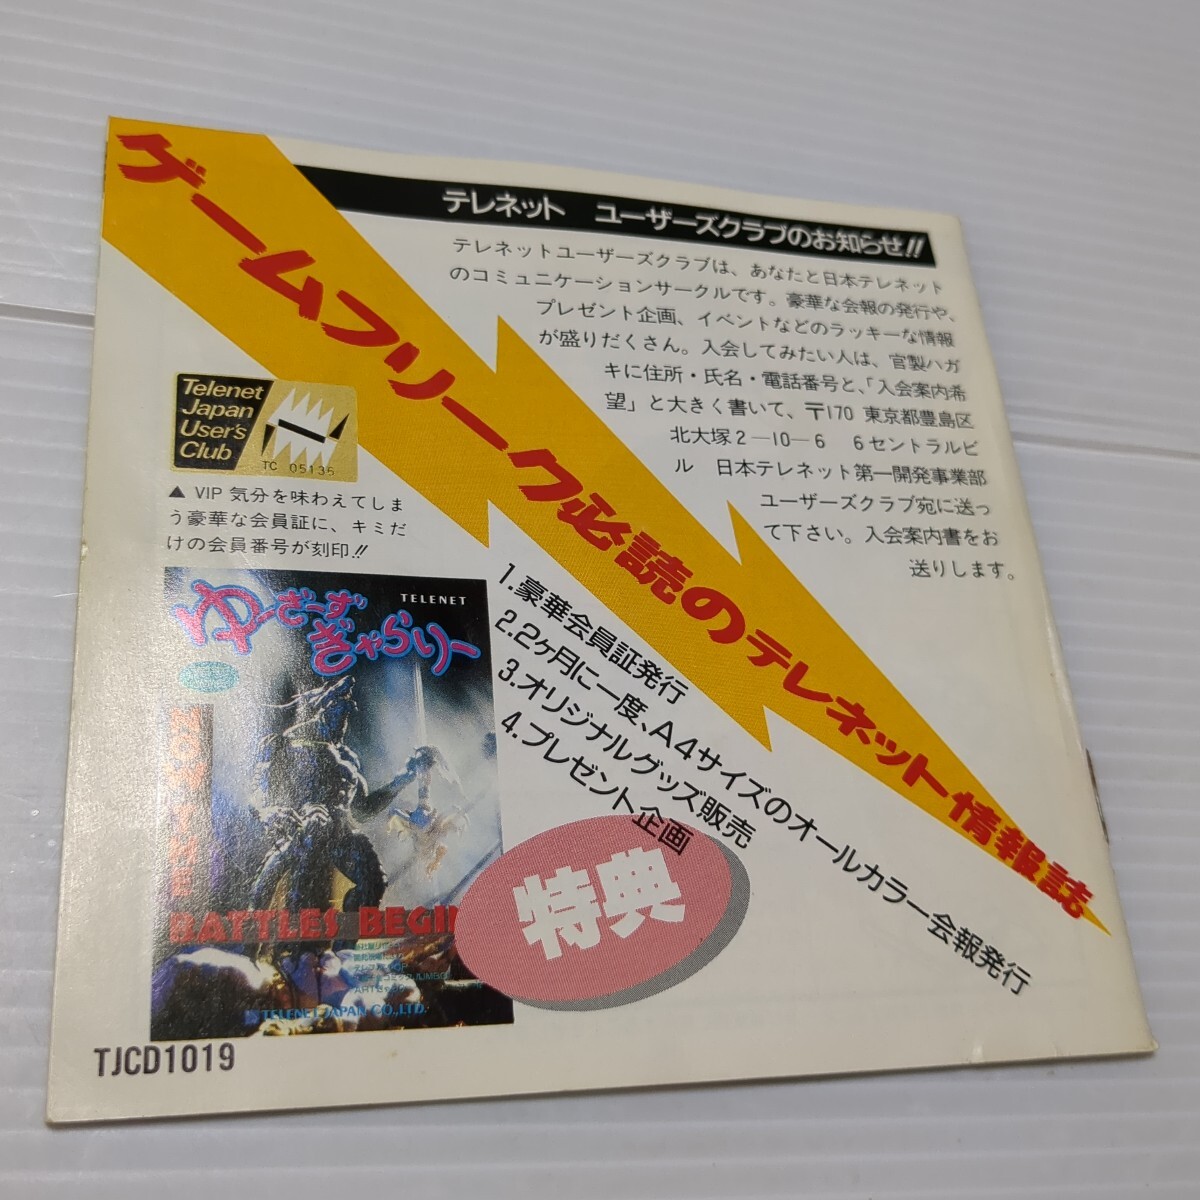 ゲームフリーク必読のテレネット情報誌
テレネット ユーザーズクラブのお知らせ!!
テレネットユーザーズクラブは、あなたと日本テレネット
のコミュニケーションサークルです。豪華な会報の発行や、
プレゼント企画、イベントなどのラッキーな情報
が盛りだくさん。入会してみたい人は、官製ハガ
キに住所・氏名・電話番号と、「入会案内希
望」と大きく書いて、〒170 東京都豊島区
北大塚2-10-6 6セントラルビ
ル 日本テレネット第一開発事業部
ユーザーズクラブ宛に送っ
て下さい。入会案内書をお
送りします。
Telenet
Japan
User's
Club
TC 05135
▲ VIP 気分を味わえてしま
う豪華な会員証に、キミだ
けの会員番号が刻印!!
TELENET
ゆーざーず
ぎゃらりー
NOW THE
BATTLES BEGIN
TELENET JAPAN CO.,LTD.
1.豪華会員証発行
2.2ヶ月に一度、A4サイズのオールカラー会報発行
3.オリジナルグッズ販売
4.プレゼント企画
特典
TJCD1019